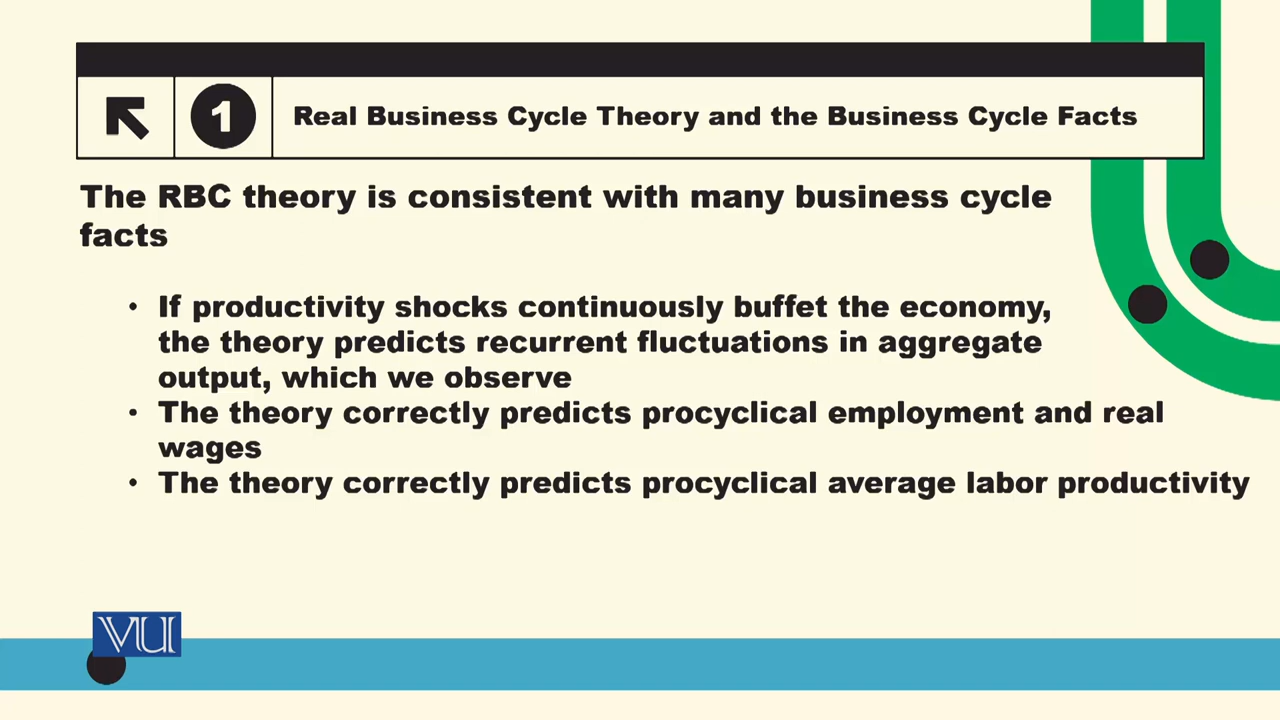 1
Real Business Cycle Theory and the Business Cycle Facts
The RBC theory is consistent with many business cycle
facts
• If productivity shocks continuously buffet the economy,
the theory predicts recurrent fluctuations in aggregate
output, which we observe
• The theory correctly predicts procyclical employment and real
wages
• The theory correctly predicts procyclical average labor productivity
VU